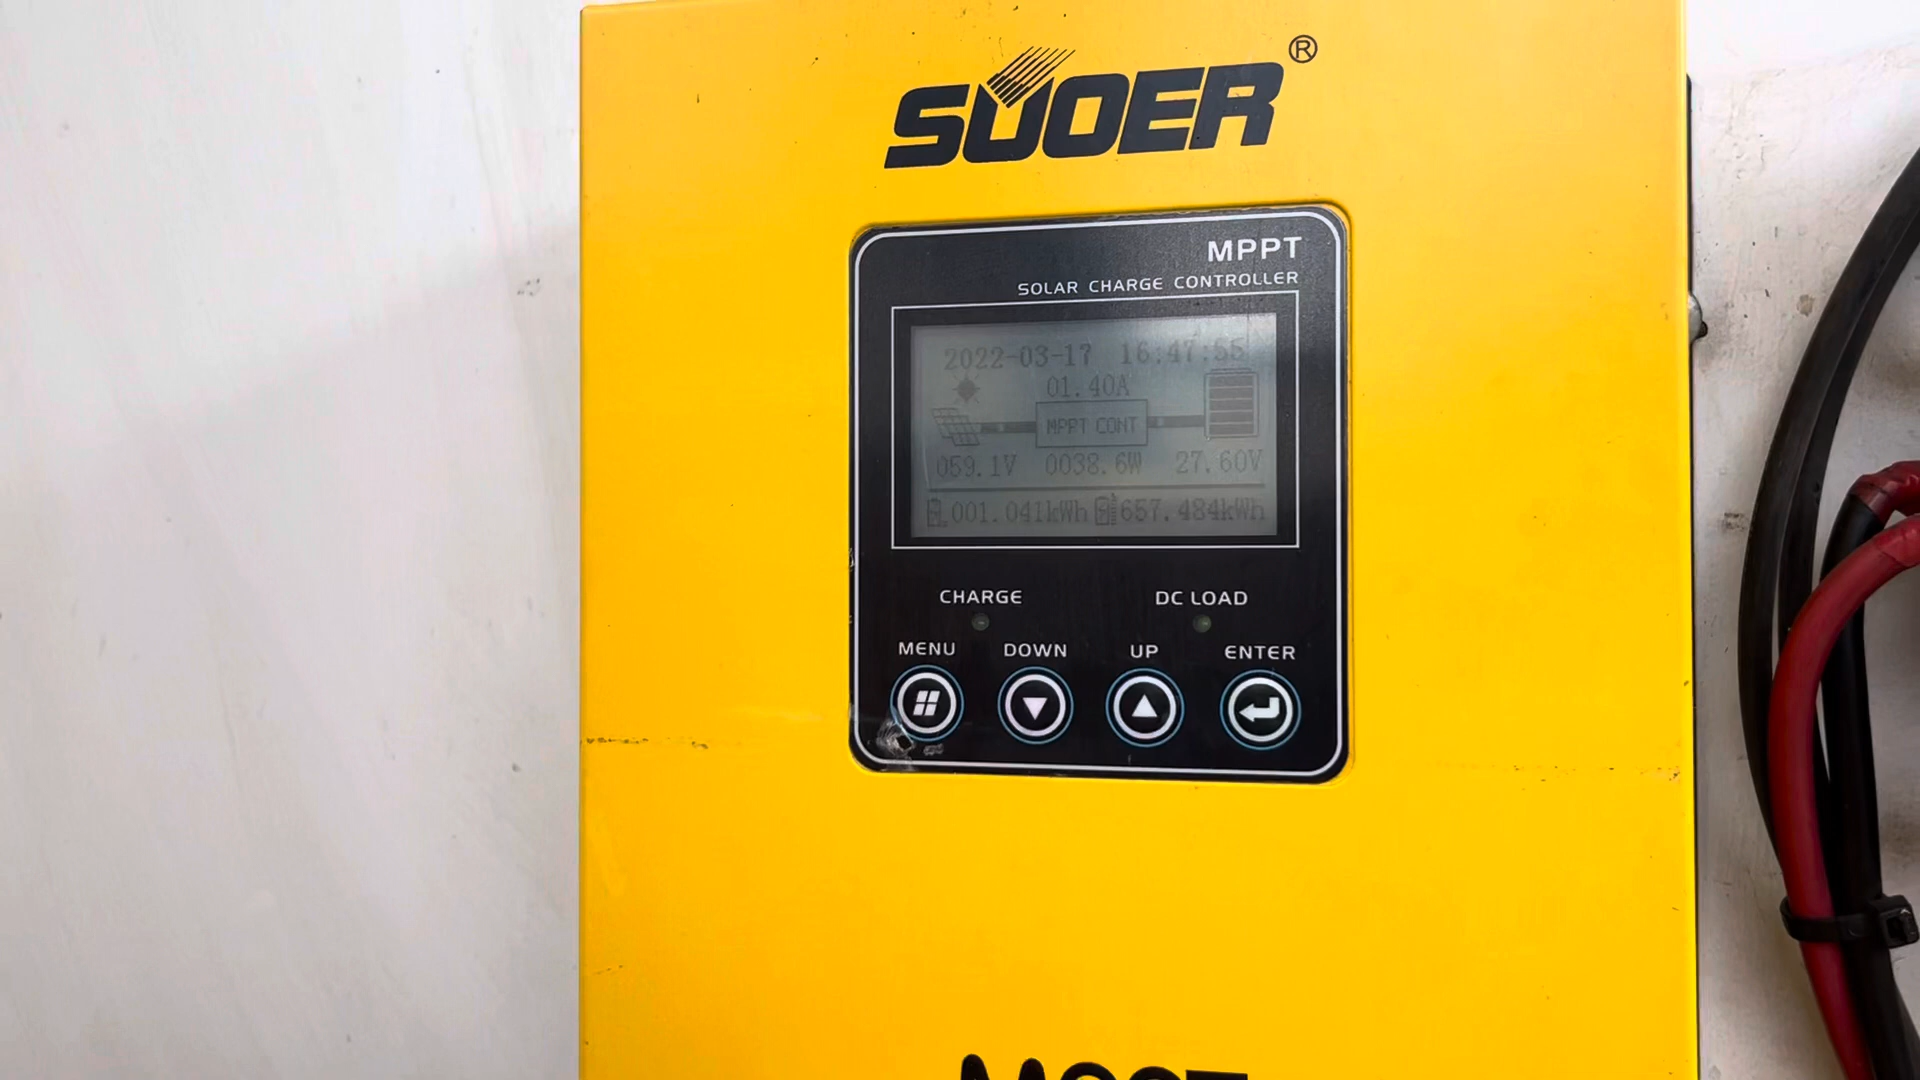 SUOER®
MPPT
SOLAR CHARGE CONTROLLER
2022-03-17 16:47:55
01.40A
MPPT CONT
059.1V 0038.6W 27.60V
001.041kWh 657.484kWh
CHARGE DC LOAD
MENU DOWN UP ENTER